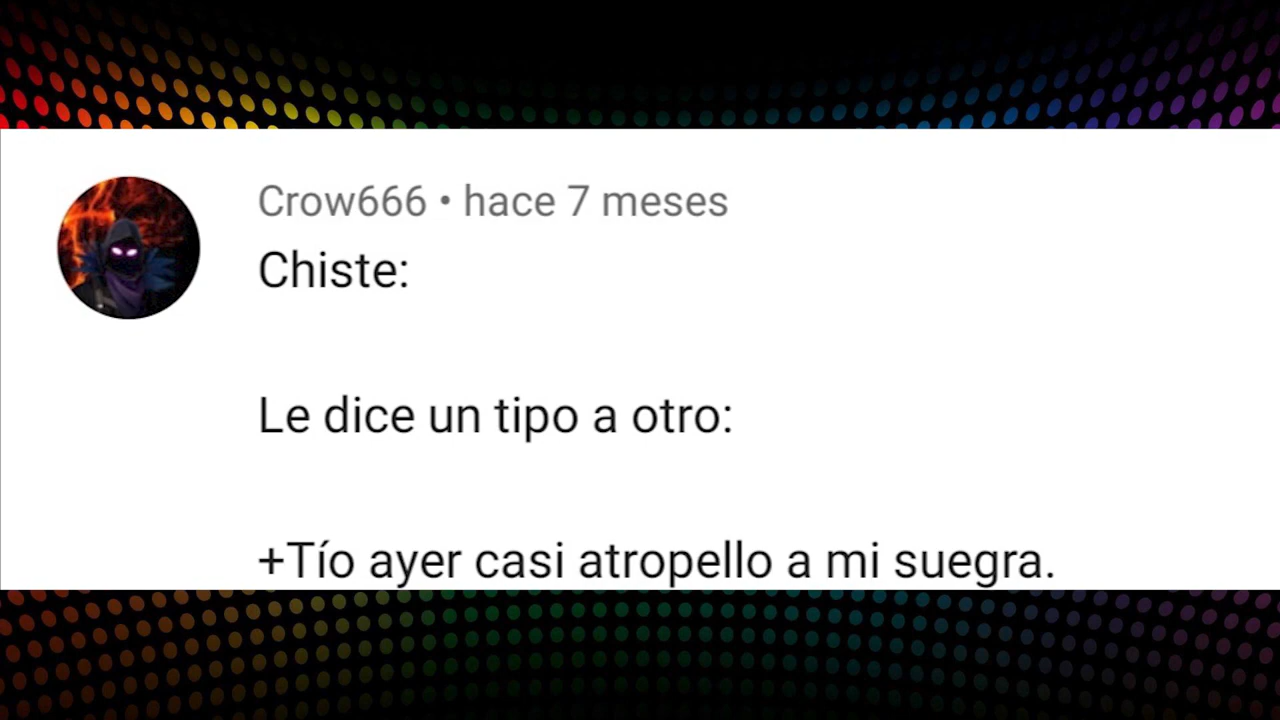 Crow666 • hace 7 meses
Chiste:
Le dice un tipo a otro:
+Tío ayer casi atropello a mi suegra.